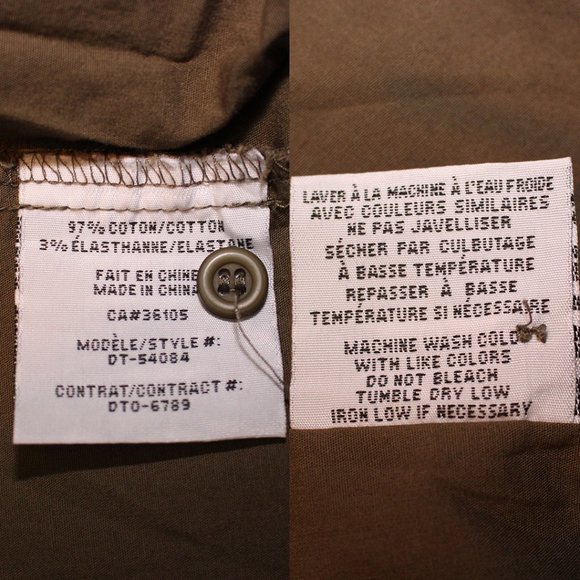 97% COTON/COTTON
3% ÉLASTHANNE/ELASTANE
FAIT EN CHINE
MADE IN CHINA
CA#36105
MODÈLE/STYLE #:
DT-54084
CONTRAT/CONTRACT #:
DTO-6789
LAVER À LA MACHINE À L'EAU FROIDE
AVEC COULEURS SIMILAIRES
NE PAS JAVELLISER
SÉCHER PAR CULBUTAGE
À BASSE TEMPÉRATURE
REPASSER À BASSE
TEMPÉRATURE SI NÉCESSAIRE
MACHINE WASH COLD
WITH LIKE COLORS
DO NOT BLEACH
TUMBLE DRY LOW
IRON LOW IF NECESSARY